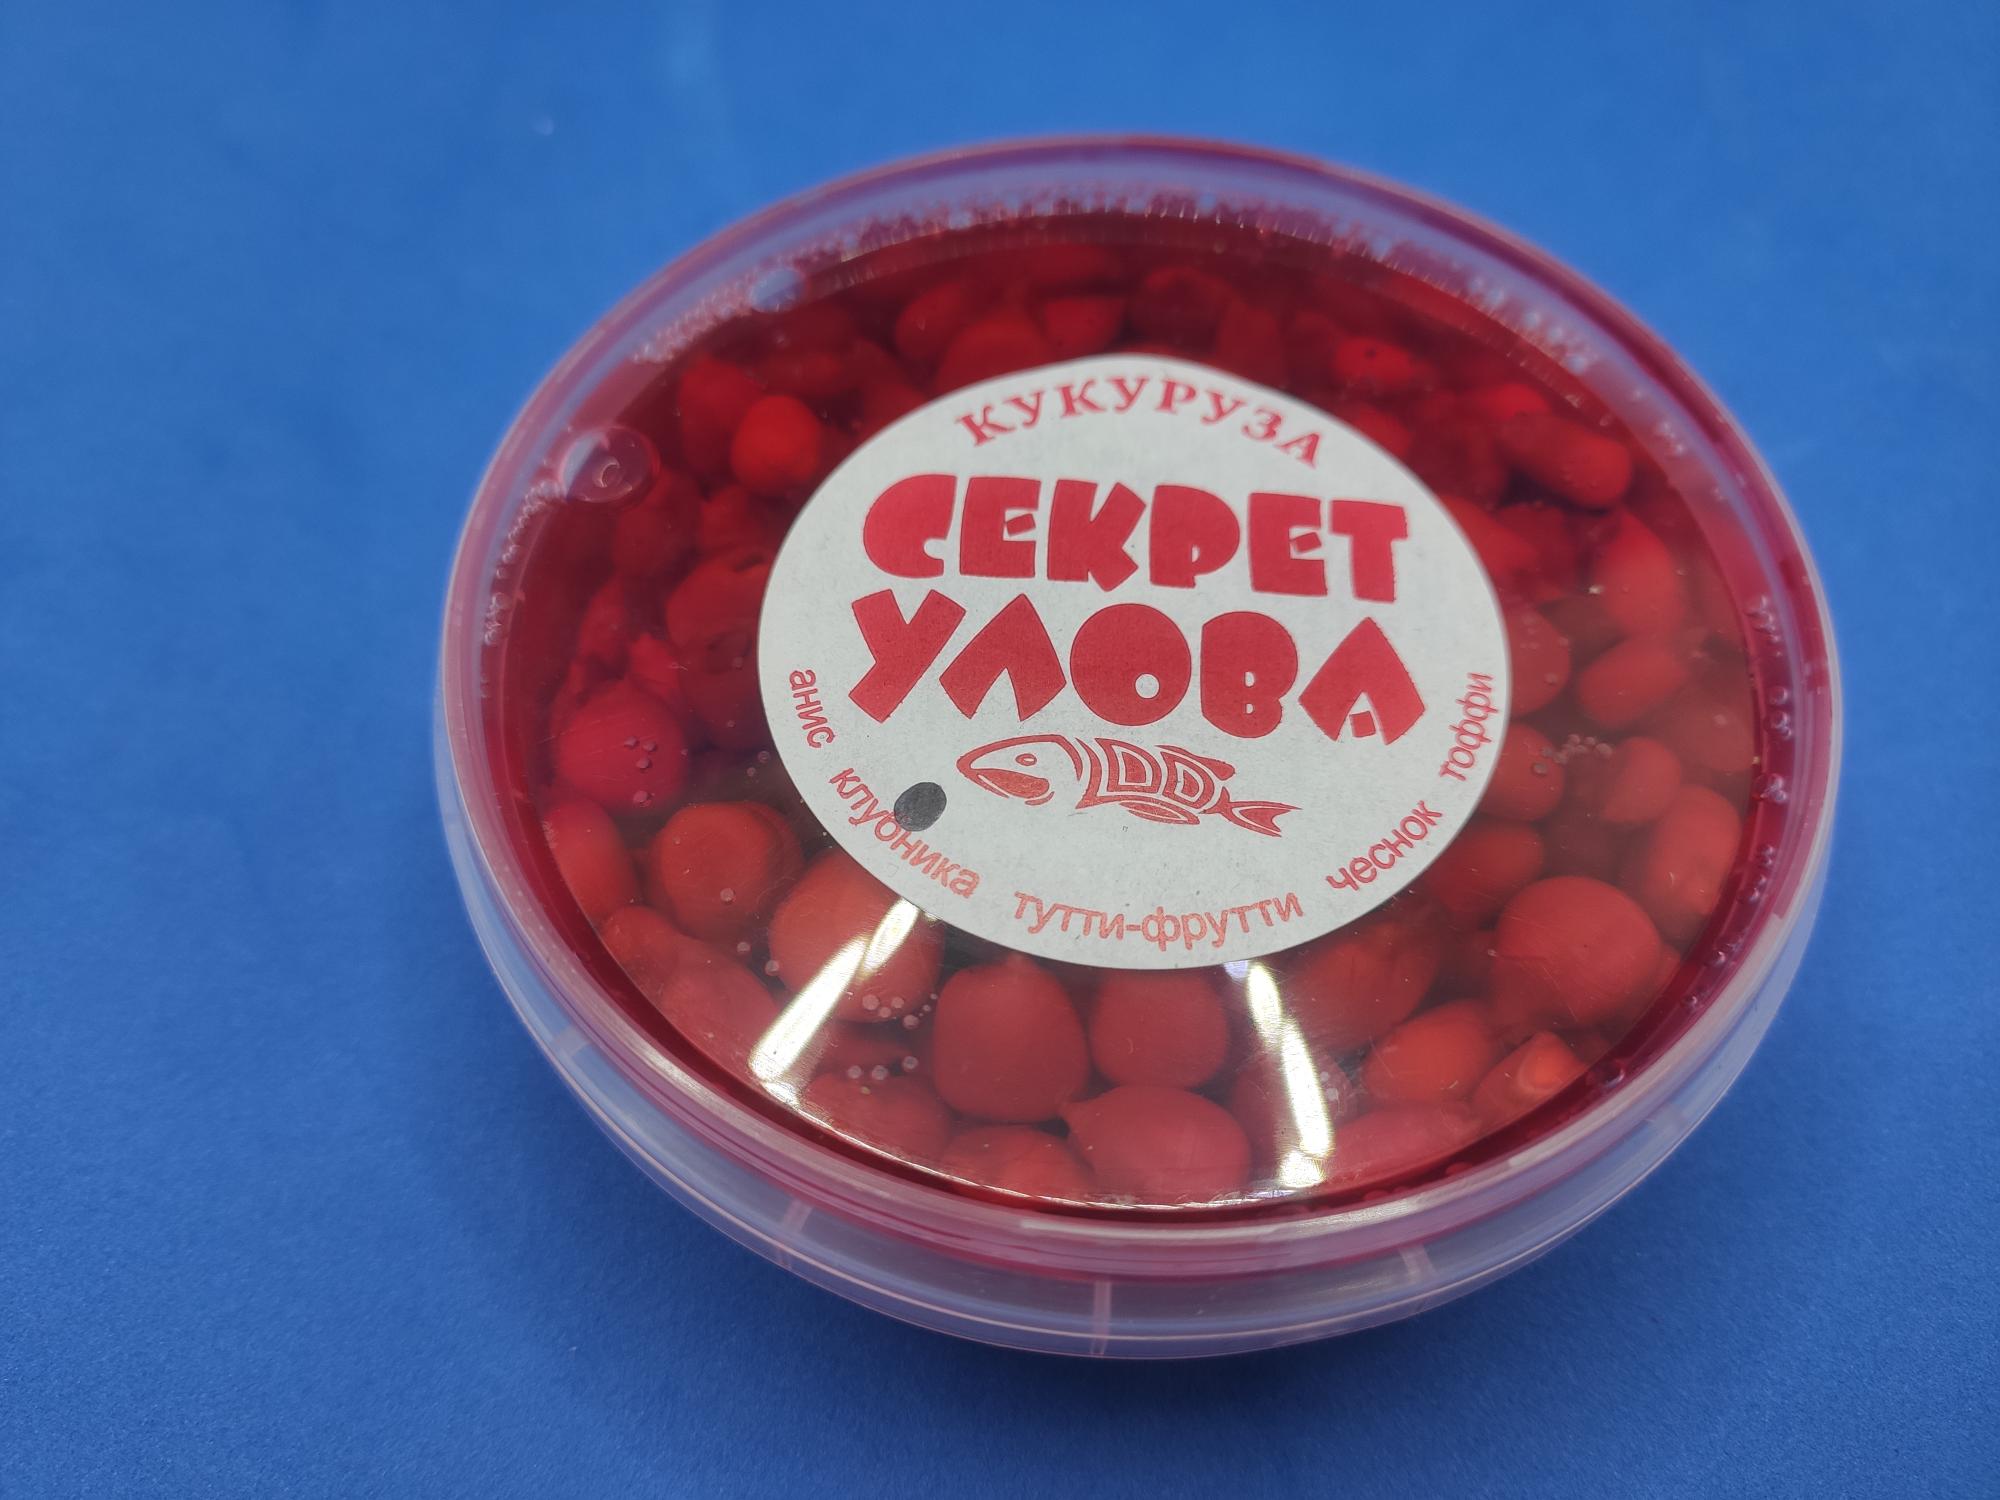 КУКУРУЗА
СЕКРЕТ
УЛОВА
анис клубника тутти-фрутти чеснок тоффи